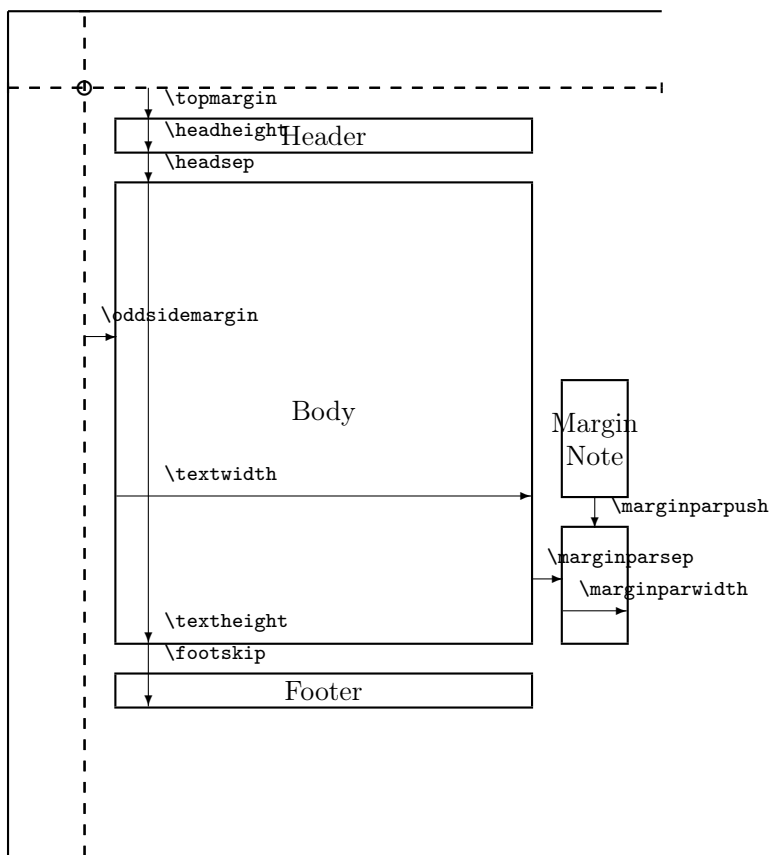 \topmargin
\headheight
Header
\headsep
\oddsidemargin
Body
Margin
Note
\textwidth
\marginparpush
\marginparsep
\marginparwidth
\textheight
\footskip
Footer